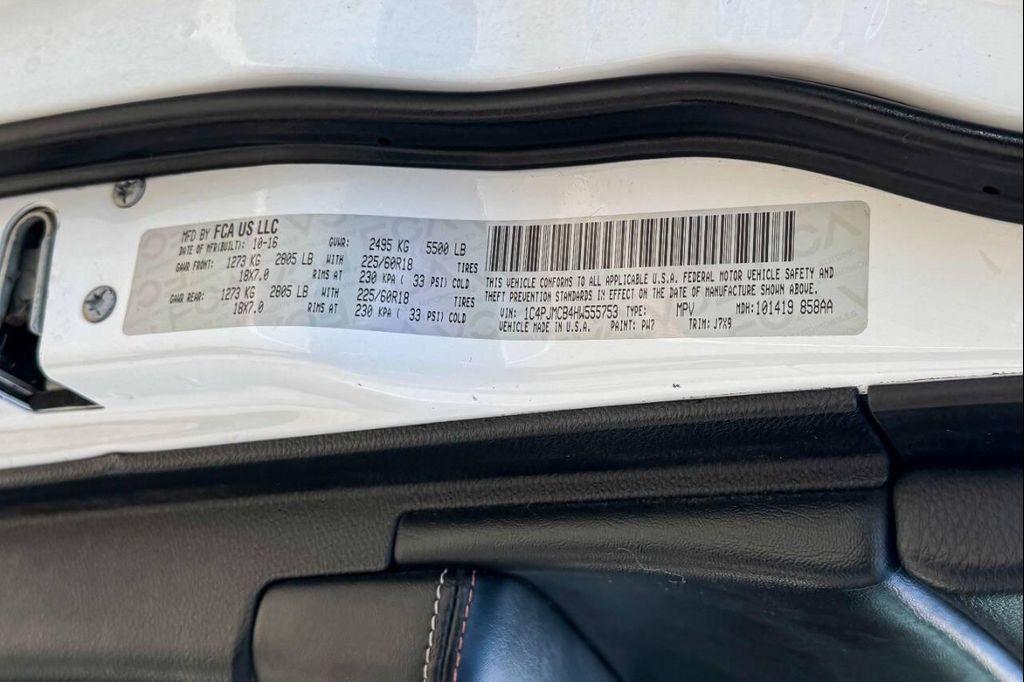 MFD BY FCA US LLC
DATE OF MFR(BUILT): 10-16 GVWR: 2495 KG 5500 LB
GAWR FRONT: 1273 KG 2805 LB WITH 225/60R18 TIRES
18X7.0 RIMS AT 230 KPA ( 33 PSI) COLD
GAWR REAR: 1273 KG 2805 LB WITH 225/60R18 TIRES
18X7.0 RIMS AT 230 KPA ( 33 PSI) COLD
THIS VEHICLE CONFORMS TO ALL APPLICABLE U.S.A. FEDERAL MOTOR VEHICLE SAFETY AND
THEFT PREVENTION STANDARDS IN EFFECT ON THE DATE OF MANUFACTURE SHOWN ABOVE.
VIN: 1C4PJMCB4HW555753 TYPE: MPV MDH:101419 858AA
VEHICLE MADE IN U.S.A. PAINT: PW7 TRIM: J7X9